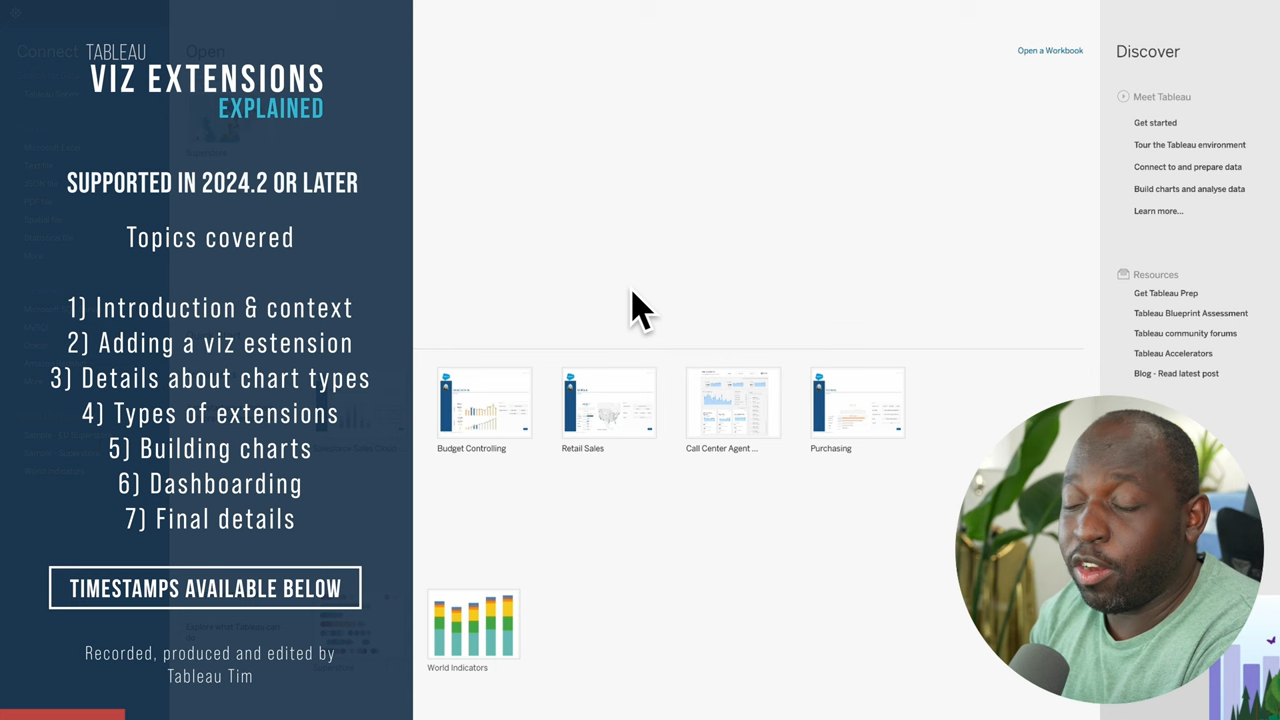 TABLEAU
VIZ EXTENSIONS
EXPLAINED
SUPPORTED IN 2024.2 OR LATER
Topics covered
1) Introduction & context
2) Adding a viz estension
3) Details about chart types
4) Types of extensions
5) Building charts
6) Dashboarding
7) Final details
TIMESTAMPS AVAILABLE BELOW
Recorded, produced and edited by
Tableau Tim
Connect
Open
Open a Workbook
Superstore
Budget Controlling
Retail Sales
Call Center Agent ...
Purchasing
World Indicators
Discover
Meet Tableau
Get started
Tour the Tableau environment
Connect to and prepare data
Build charts and analyse data
Learn more...
Resources
Get Tableau Prep
Tableau Blueprint Assessment
Tableau community forums
Tableau Accelerators
Blog - Read latest post